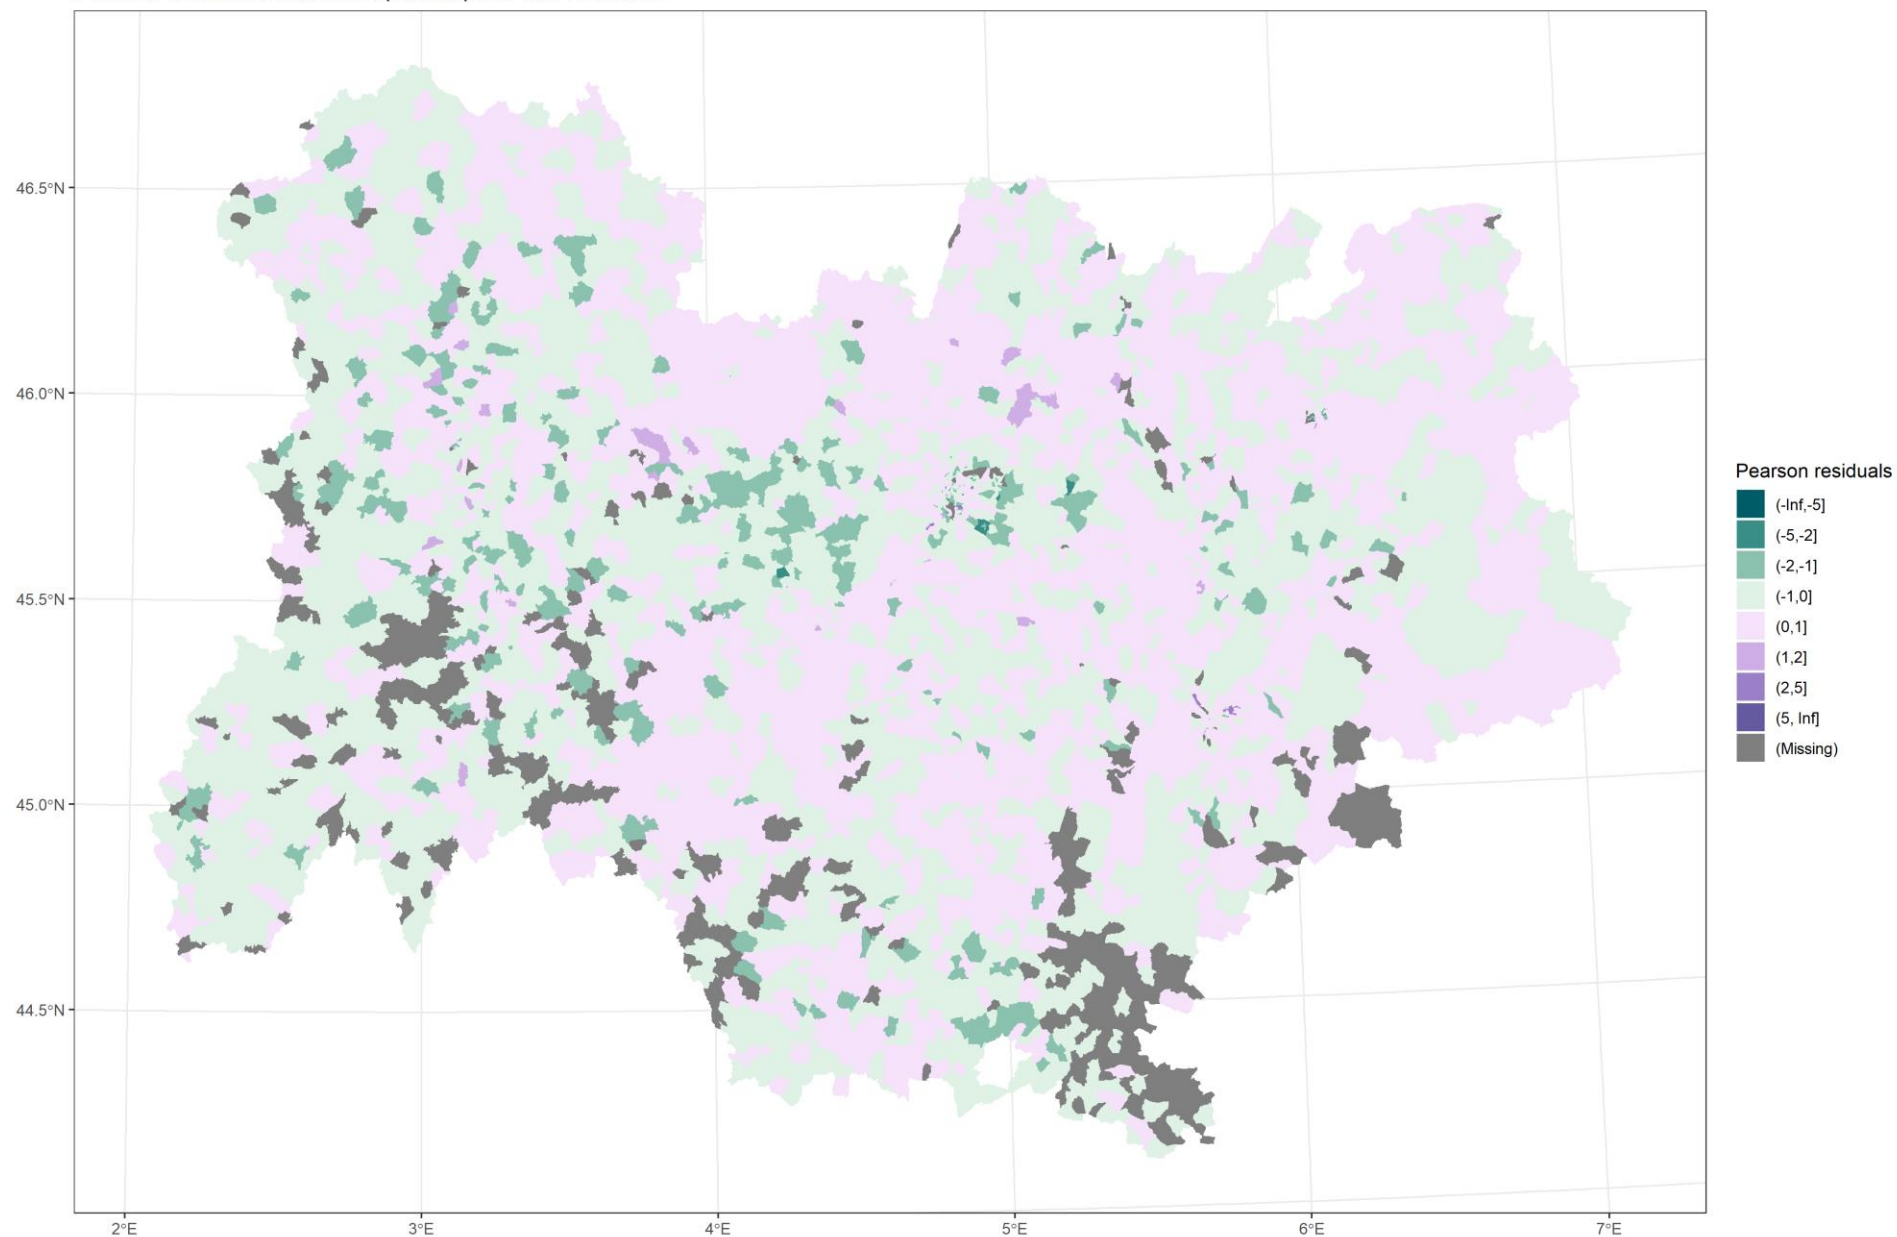 46.5°N
46.0°N
45.5°N
45.0°N
44.5°N
2°E 3°E 4°E 5°E 6°E 7°E
Pearson residuals
(-Inf,-5]
(-5,-2]
(-2,-1]
(-1,0]
(0,1]
(1,2]
(2,5]
(5, Inf]
(Missing)